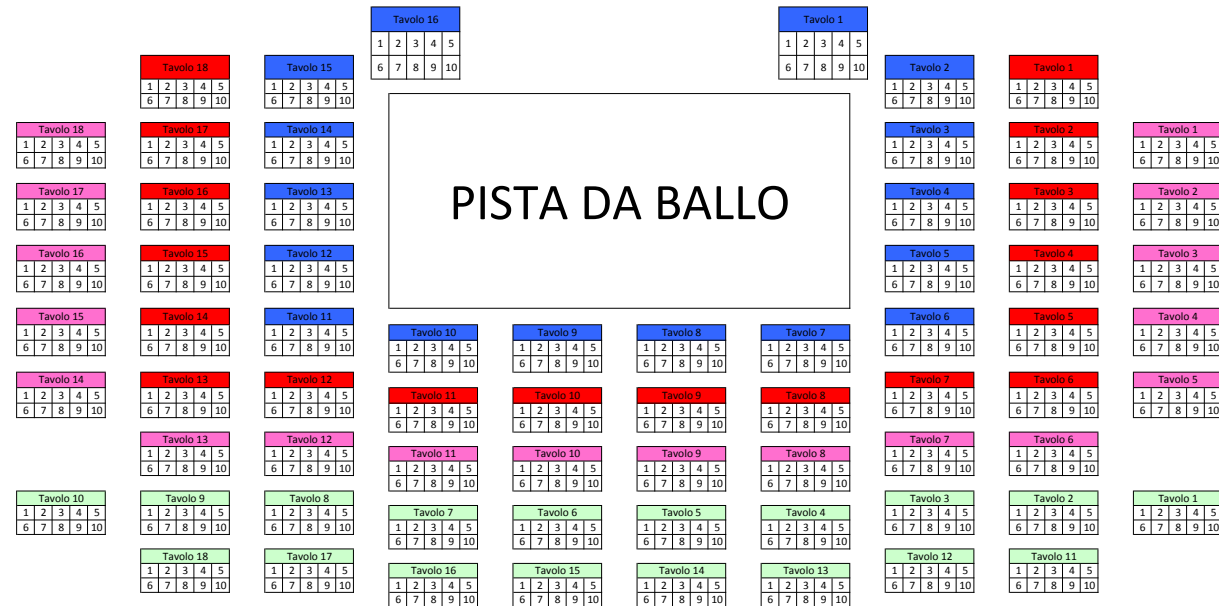 Tavolo 16 Tavolo 1
1 2 3 4 5 1 2 3 4 5
6 7 8 9 10 6 7 8 9 10
Tavolo 18 Tavolo 15 Tavolo 2 Tavolo 1
1 2 3 4 5 1 2 3 4 5 1 2 3 4 5 1 2 3 4 5
6 7 8 9 10 6 7 8 9 10 6 7 8 9 10 6 7 8 9 10
Tavolo 18 Tavolo 17 Tavolo 14 Tavolo 3 Tavolo 2 Tavolo 1
1 2 3 4 5 1 2 3 4 5 1 2 3 4 5 1 2 3 4 5 1 2 3 4 5 1 2 3 4 5
6 7 8 9 10 6 7 8 9 10 6 7 8 9 10 6 7 8 9 10 6 7 8 9 10 6 7 8 9 10
Tavolo 17 Tavolo 16 Tavolo 13 Tavolo 4 Tavolo 3 Tavolo 2
1 2 3 4 5 1 2 3 4 5 1 2 3 4 5 1 2 3 4 5 1 2 3 4 5 1 2 3 4 5
PISTA DA BALLO
6 7 8 9 10 6 7 8 9 10 6 7 8 9 10 6 7 8 9 10 6 7 8 9 10 6 7 8 9 10
Tavolo 16 Tavolo 15 Tavolo 12 Tavolo 5 Tavolo 4 Tavolo 3
1 2 3 4 5 1 2 3 4 5 1 2 3 4 5 1 2 3 4 5 1 2 3 4 5 1 2 3 4 5
6 7 8 9 10 6 7 8 9 10 6 7 8 9 10 6 7 8 9 10 6 7 8 9 10 6 7 8 9 10
Tavolo 15 Tavolo 14 Tavolo 11 Tavolo 6 Tavolo 5 Tavolo 4
1 2 3 4 5 1 2 3 4 5 1 2 3 4 5 1 2 3 4 5 1 2 3 4 5 1 2 3 4 5
6 7 8 9 10 6 7 8 9 10 6 7 8 9 10 6 7 8 9 10 6 7 8 9 10 6 7 8 9 10
Tavolo 10 Tavolo 9 Tavolo 8 Tavolo 7
1 2 3 4 5 1 2 3 4 5 1 2 3 4 5 1 2 3 4 5
6 7 8 9 10 6 7 8 9 10 6 7 8 9 10 6 7 8 9 10
Tavolo 14 Tavolo 13 Tavolo 12 Tavolo 7 Tavolo 6 Tavolo 5
1 2 3 4 5 1 2 3 4 5 1 2 3 4 5 1 2 3 4 5 1 2 3 4 5 1 2 3 4 5
6 7 8 9 10 6 7 8 9 10 6 7 8 9 10 6 7 8 9 10 6 7 8 9 10 6 7 8 9 10
Tavolo 11 Tavolo 10 Tavolo 9 Tavolo 8
1 2 3 4 5 1 2 3 4 5 1 2 3 4 5 1 2 3 4 5
6 7 8 9 10 6 7 8 9 10 6 7 8 9 10 6 7 8 9 10
Tavolo 13 Tavolo 12 Tavolo 7 Tavolo 6
1 2 3 4 5 1 2 3 4 5 1 2 3 4 5 1 2 3 4 5
6 7 8 9 10 6 7 8 9 10 6 7 8 9 10 6 7 8 9 10
Tavolo 11 Tavolo 10 Tavolo 9 Tavolo 8
1 2 3 4 5 1 2 3 4 5 1 2 3 4 5 1 2 3 4 5
6 7 8 9 10 6 7 8 9 10 6 7 8 9 10 6 7 8 9 10
Tavolo 10 Tavolo 9 Tavolo 8 Tavolo 3 Tavolo 2 Tavolo 1
1 2 3 4 5 1 2 3 4 5 1 2 3 4 5 1 2 3 4 5 1 2 3 4 5 1 2 3 4 5
6 7 8 9 10 6 7 8 9 10 6 7 8 9 10 6 7 8 9 10 6 7 8 9 10 6 7 8 9 10
Tavolo 7 Tavolo 6 Tavolo 5 Tavolo 4
1 2 3 4 5 1 2 3 4 5 1 2 3 4 5 1 2 3 4 5
6 7 8 9 10 6 7 8 9 10 6 7 8 9 10 6 7 8 9 10
Tavolo 18 Tavolo 17 Tavolo 12 Tavolo 11
1 2 3 4 5 1 2 3 4 5 1 2 3 4 5 1 2 3 4 5
6 7 8 9 10 6 7 8 9 10 6 7 8 9 10 6 7 8 9 10
Tavolo 16 Tavolo 15 Tavolo 14 Tavolo 13
1 2 3 4 5 1 2 3 4 5 1 2 3 4 5 1 2 3 4 5
6 7 8 9 10 6 7 8 9 10 6 7 8 9 10 6 7 8 9 10